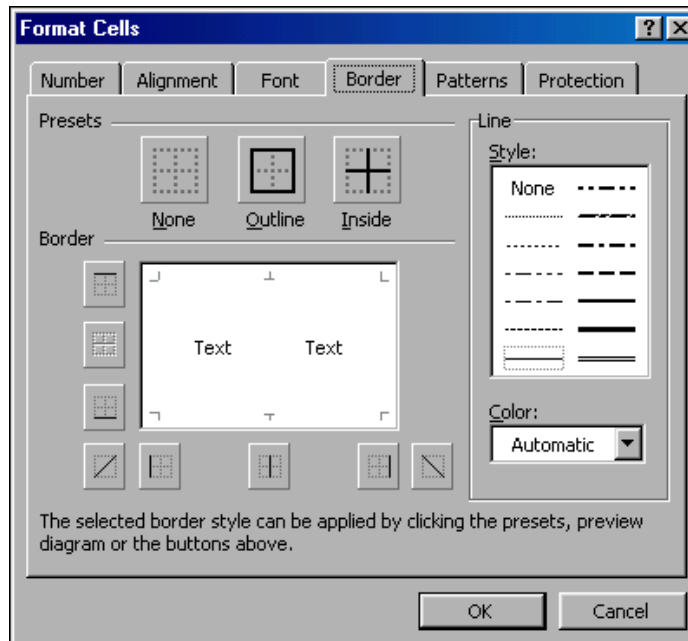 Format Cells
Number Alignment Font Border Patterns Protection
Presets
None Outline Inside
Border
Text Text
Line
Style:
None
Color:
Automatic
The selected border style can be applied by clicking the presets, preview
diagram or the buttons above.
OK Cancel